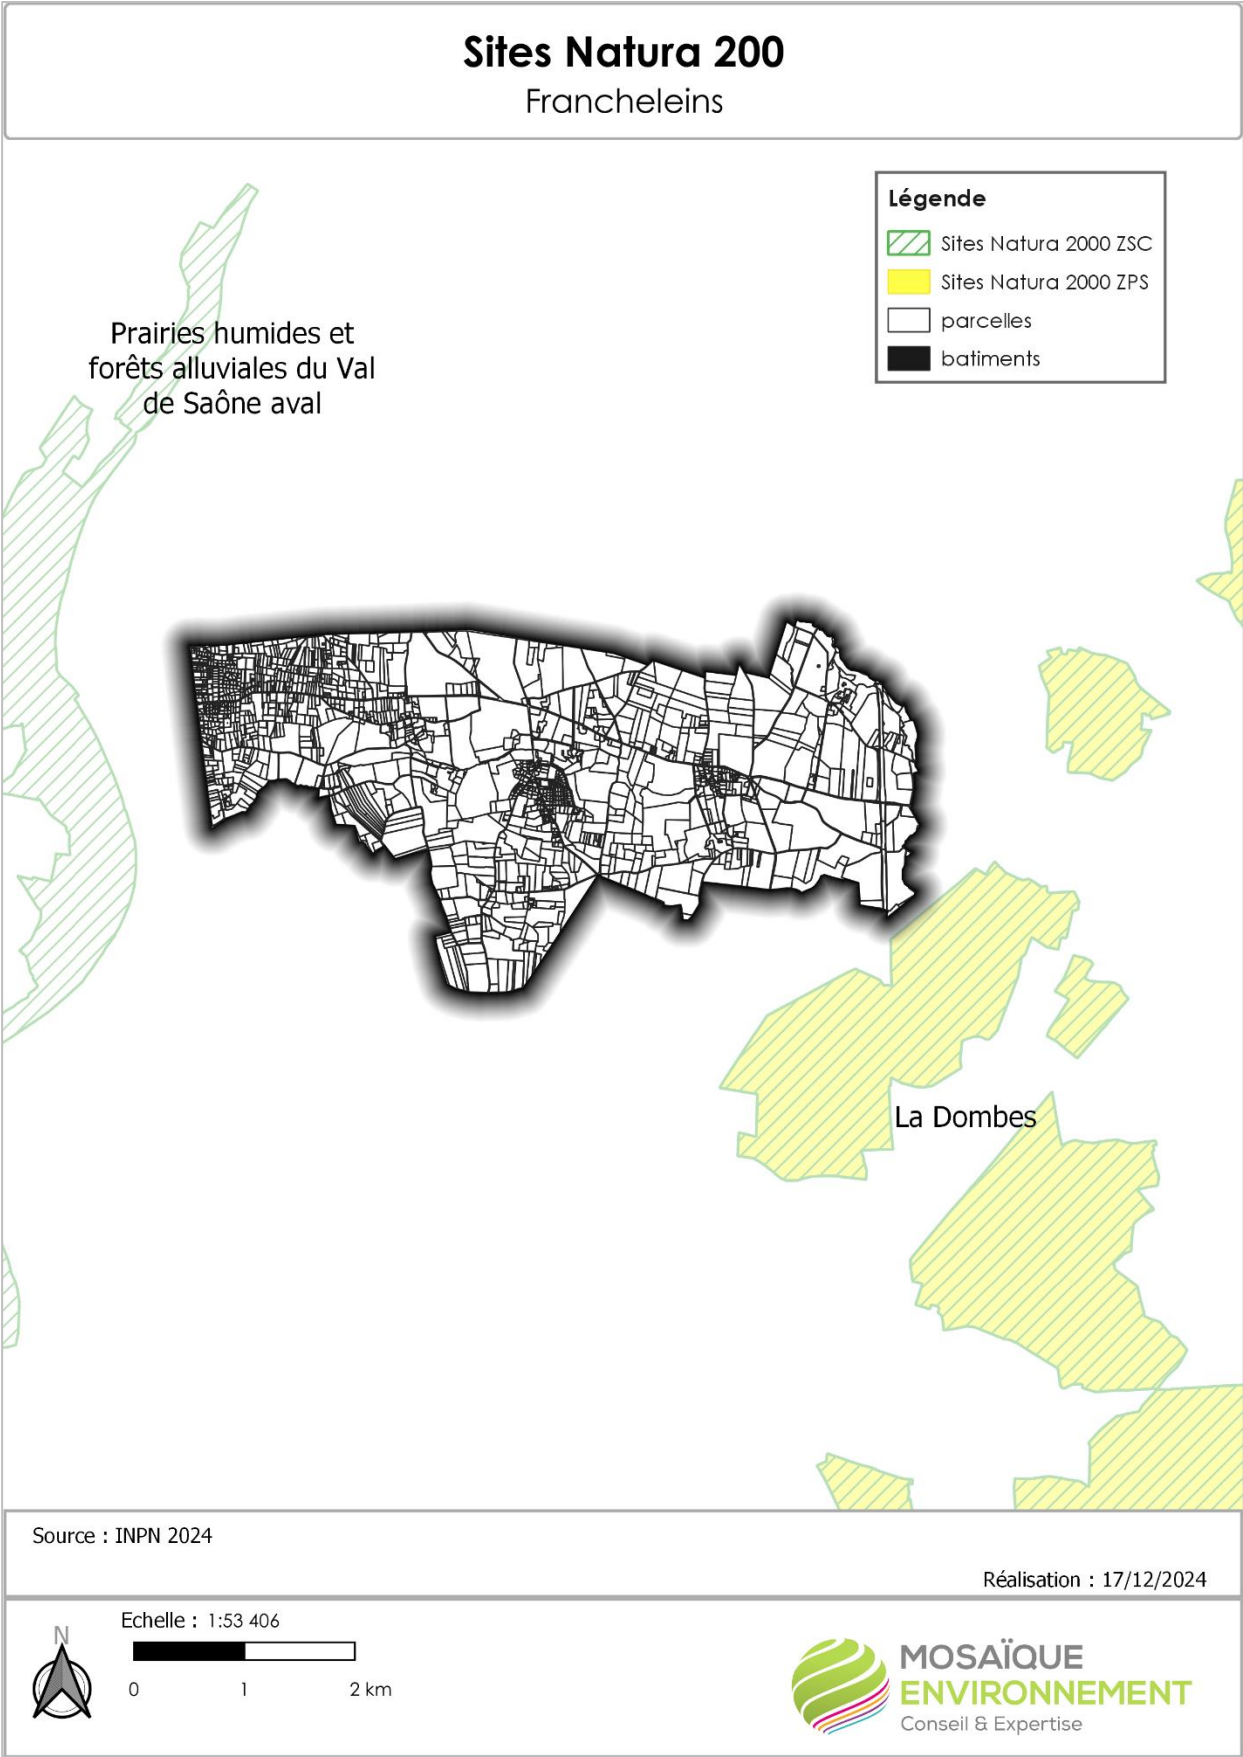 Sites Natura 200
Francheleins
Légende
Sites Natura 2000 ZSC
Sites Natura 2000 ZPS
parcelles
batiments
Prairies humides et
forêts alluviales du Val
de Saône aval
La Dombes
Source : INPN 2024
Réalisation : 17/12/2024
N
Echelle : 1:53 406
0 1 2 km
MOSAÏQUE
ENVIRONNEMENT
Conseil & Expertise